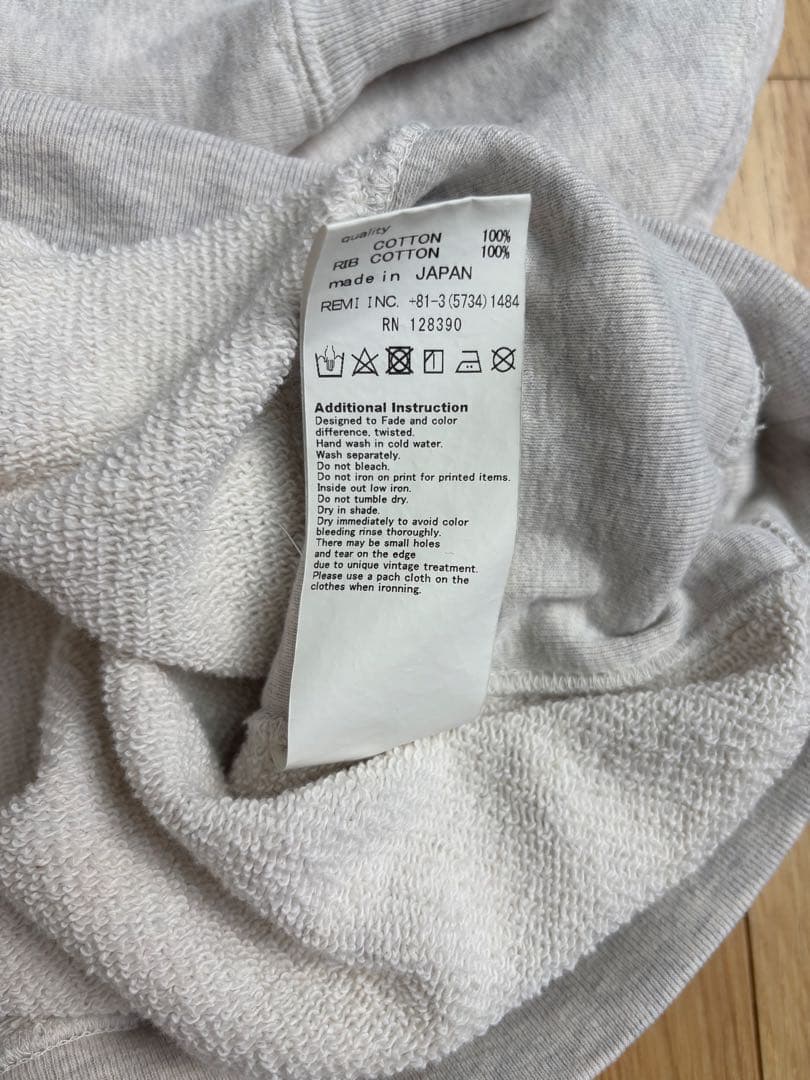 quality
COTTON 100%
RIB COTTON 100%
made in JAPAN
REMI INC. +81-3(5734)1484
RN 128390
Additional Instruction
Designed to Fade and color
difference, twisted.
Hand wash in cold water.
Wash separately.
Do not bleach.
Do not iron on print for printed items.
Inside out low iron.
Do not tumble dry.
Dry in shade.
Dry immediately to avoid color
bleeding rinse thoroughly.
There may be small holes
and tear on the edge
due to unique vintage treatment.
Please use a pach cloth on the
clothes when ironning.